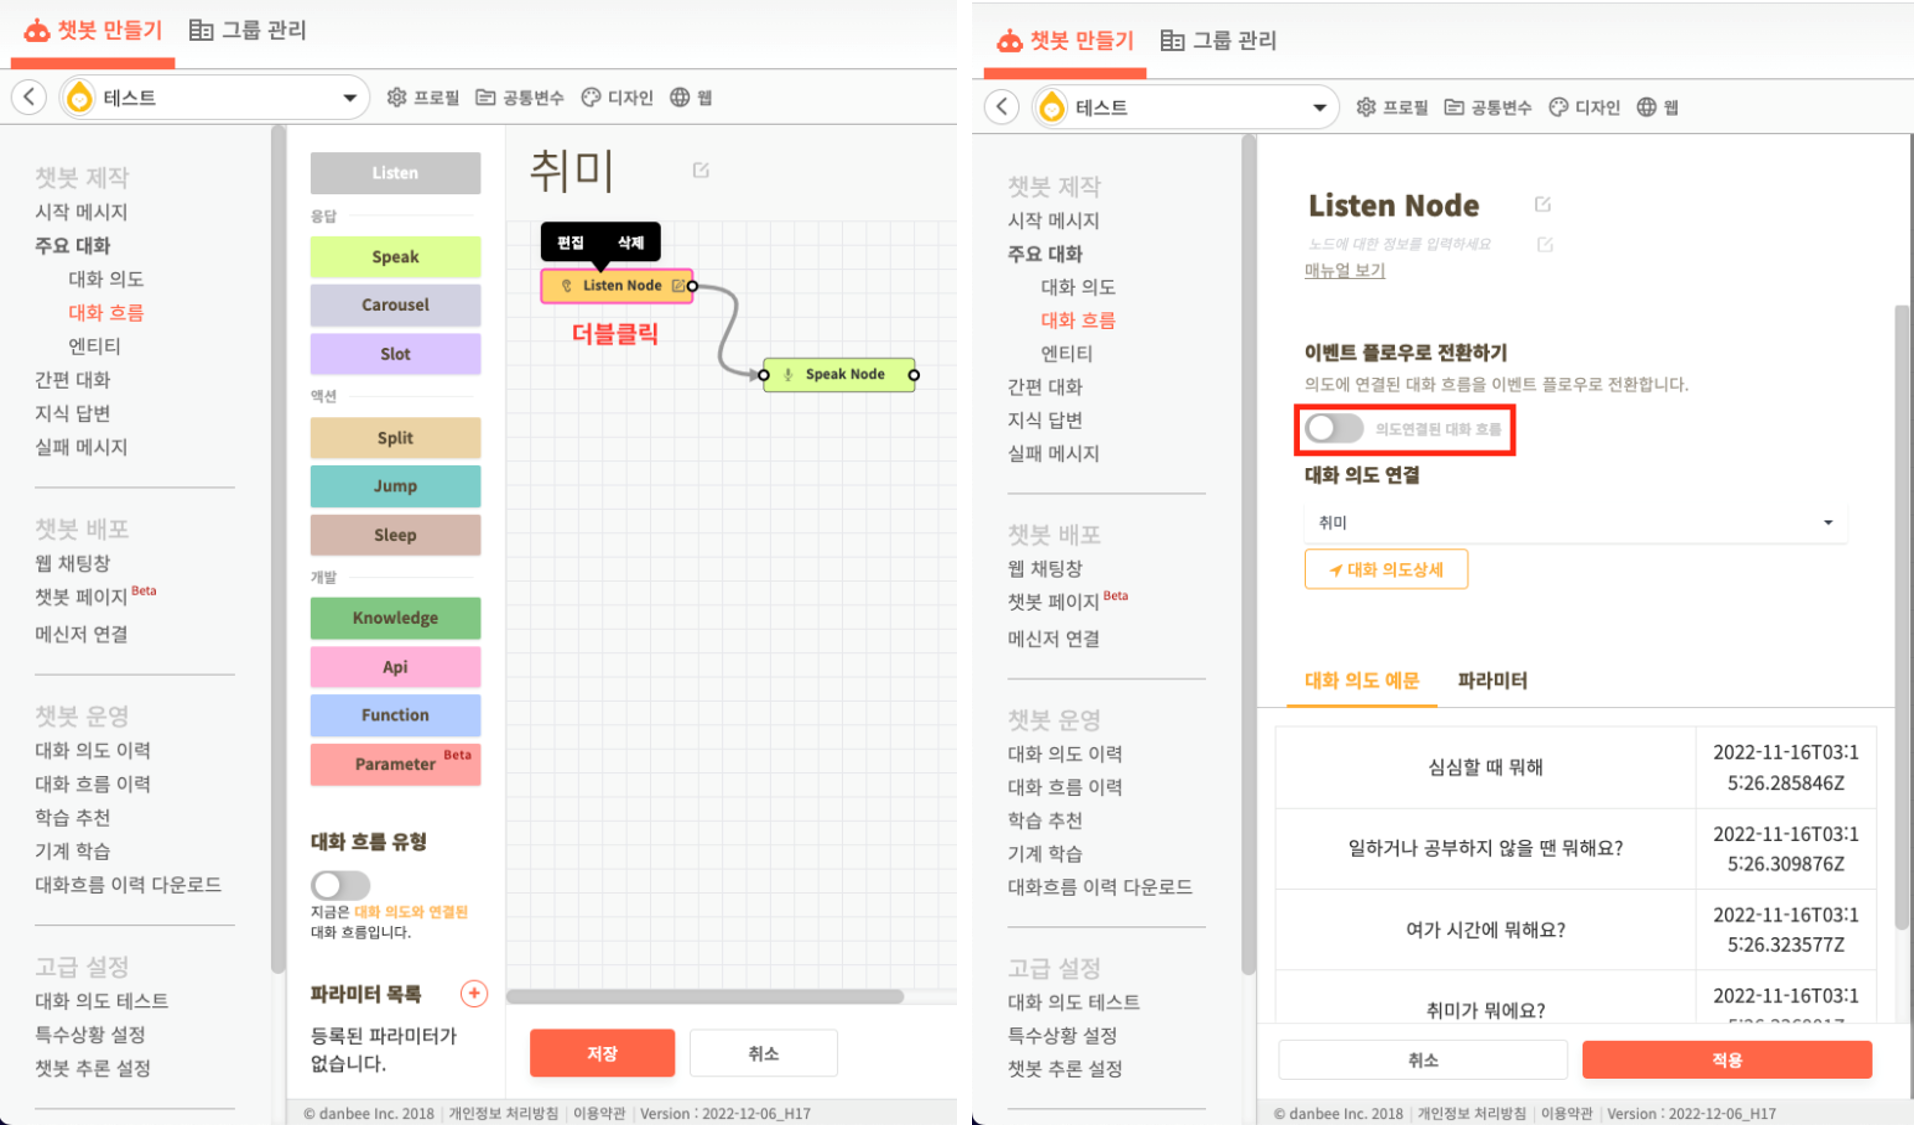 챗봇 만들기 그룹 관리
테스트 프로필 공통변수 디자인 웹
챗봇 제작
시작 메시지
주요 대화
대화 의도
대화 흐름
엔티티
간편 대화
지식 답변
실패 메시지
챗봇 배포
웹 채팅창
챗봇 페이지 Beta
메신저 연결
챗봇 운영
대화 의도 이력
대화 흐름 이력
학습 추천
기계 학습
대화흐름 이력 다운로드
고급 설정
대화 의도 테스트
특수상황 설정
챗봇 추론 설정
Listen
응답
Speak
Carousel
Slot
액션
Split
Jump
Sleep
개발
Knowledge
Api
Function
Parameter Beta
대화 흐름 유형
지금은 대화 의도와 연결된
대화 흐름입니다.
파라미터 목록
등록된 파라미터가
없습니다.
취미
편집 삭제
Listen Node
더블클릭
Speak Node
저장 취소
© danbee Inc. 2018 | 개인정보 처리방침 | 이용약관 | Version : 2022-12-06_H17
챗봇 만들기 그룹 관리
테스트 프로필 공통변수 디자인 웹
챗봇 제작
시작 메시지
주요 대화
대화 의도
대화 흐름
엔티티
간편 대화
지식 답변
실패 메시지
챗봇 배포
웹 채팅창
챗봇 페이지 Beta
메신저 연결
챗봇 운영
대화 의도 이력
대화 흐름 이력
학습 추천
기계 학습
대화흐름 이력 다운로드
고급 설정
대화 의도 테스트
특수상황 설정
챗봇 추론 설정
Listen Node
노드에 대한 정보를 입력하세요
매뉴얼 보기
이벤트 플로우로 전환하기
의도에 연결된 대화 흐름을 이벤트 플로우로 전환합니다.
의도연결된 대화 흐름
대화 의도 연결
취미
대화 의도상세
대화 의도 예문 파라미터
심심할 때 뭐해
2022-11-16T03:1
5:26.285846Z
일하거나 공부하지 않을 땐 뭐해요?
2022-11-16T03:1
5:26.309876Z
여가 시간에 뭐해요?
2022-11-16T03:1
5:26.323577Z
취미가 뭐에요?
2022-11-16T03:1
취소 적용
© danbee Inc. 2018 | 개인정보 처리방침 | 이용약관 | Version : 2022-12-06_H17